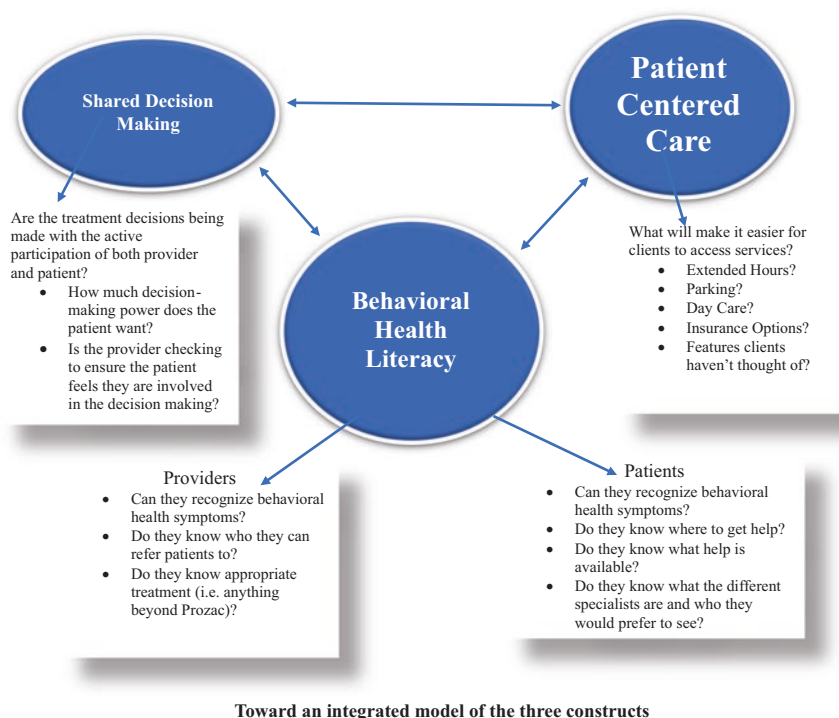 Shared Decision
Making
Patient
Centered
Care
Are the treatment decisions being
made with the active
participation of both provider
and patient?
• How much decision-
making power does the
patient want?
• Is the provider checking
to ensure the patient
feels they are involved
in the decision making?
What will make it easier for
clients to access services?
• Extended Hours?
• Parking?
• Day Care?
• Insurance Options?
• Features clients
haven't thought of?
Behavioral
Health
Literacy
Providers
• Can they recognize behavioral
health symptoms?
• Do they know who they can
refer patients to?
• Do they know appropriate
treatment (i.e. anything
beyond Prozac)?
Patients
• Can they recognize behavioral
health symptoms?
• Do they know where to get help?
• Do they know what help is
available?
• Do they know what the different
specialists are and who they
would prefer to see?
Toward an integrated model of the three constructs